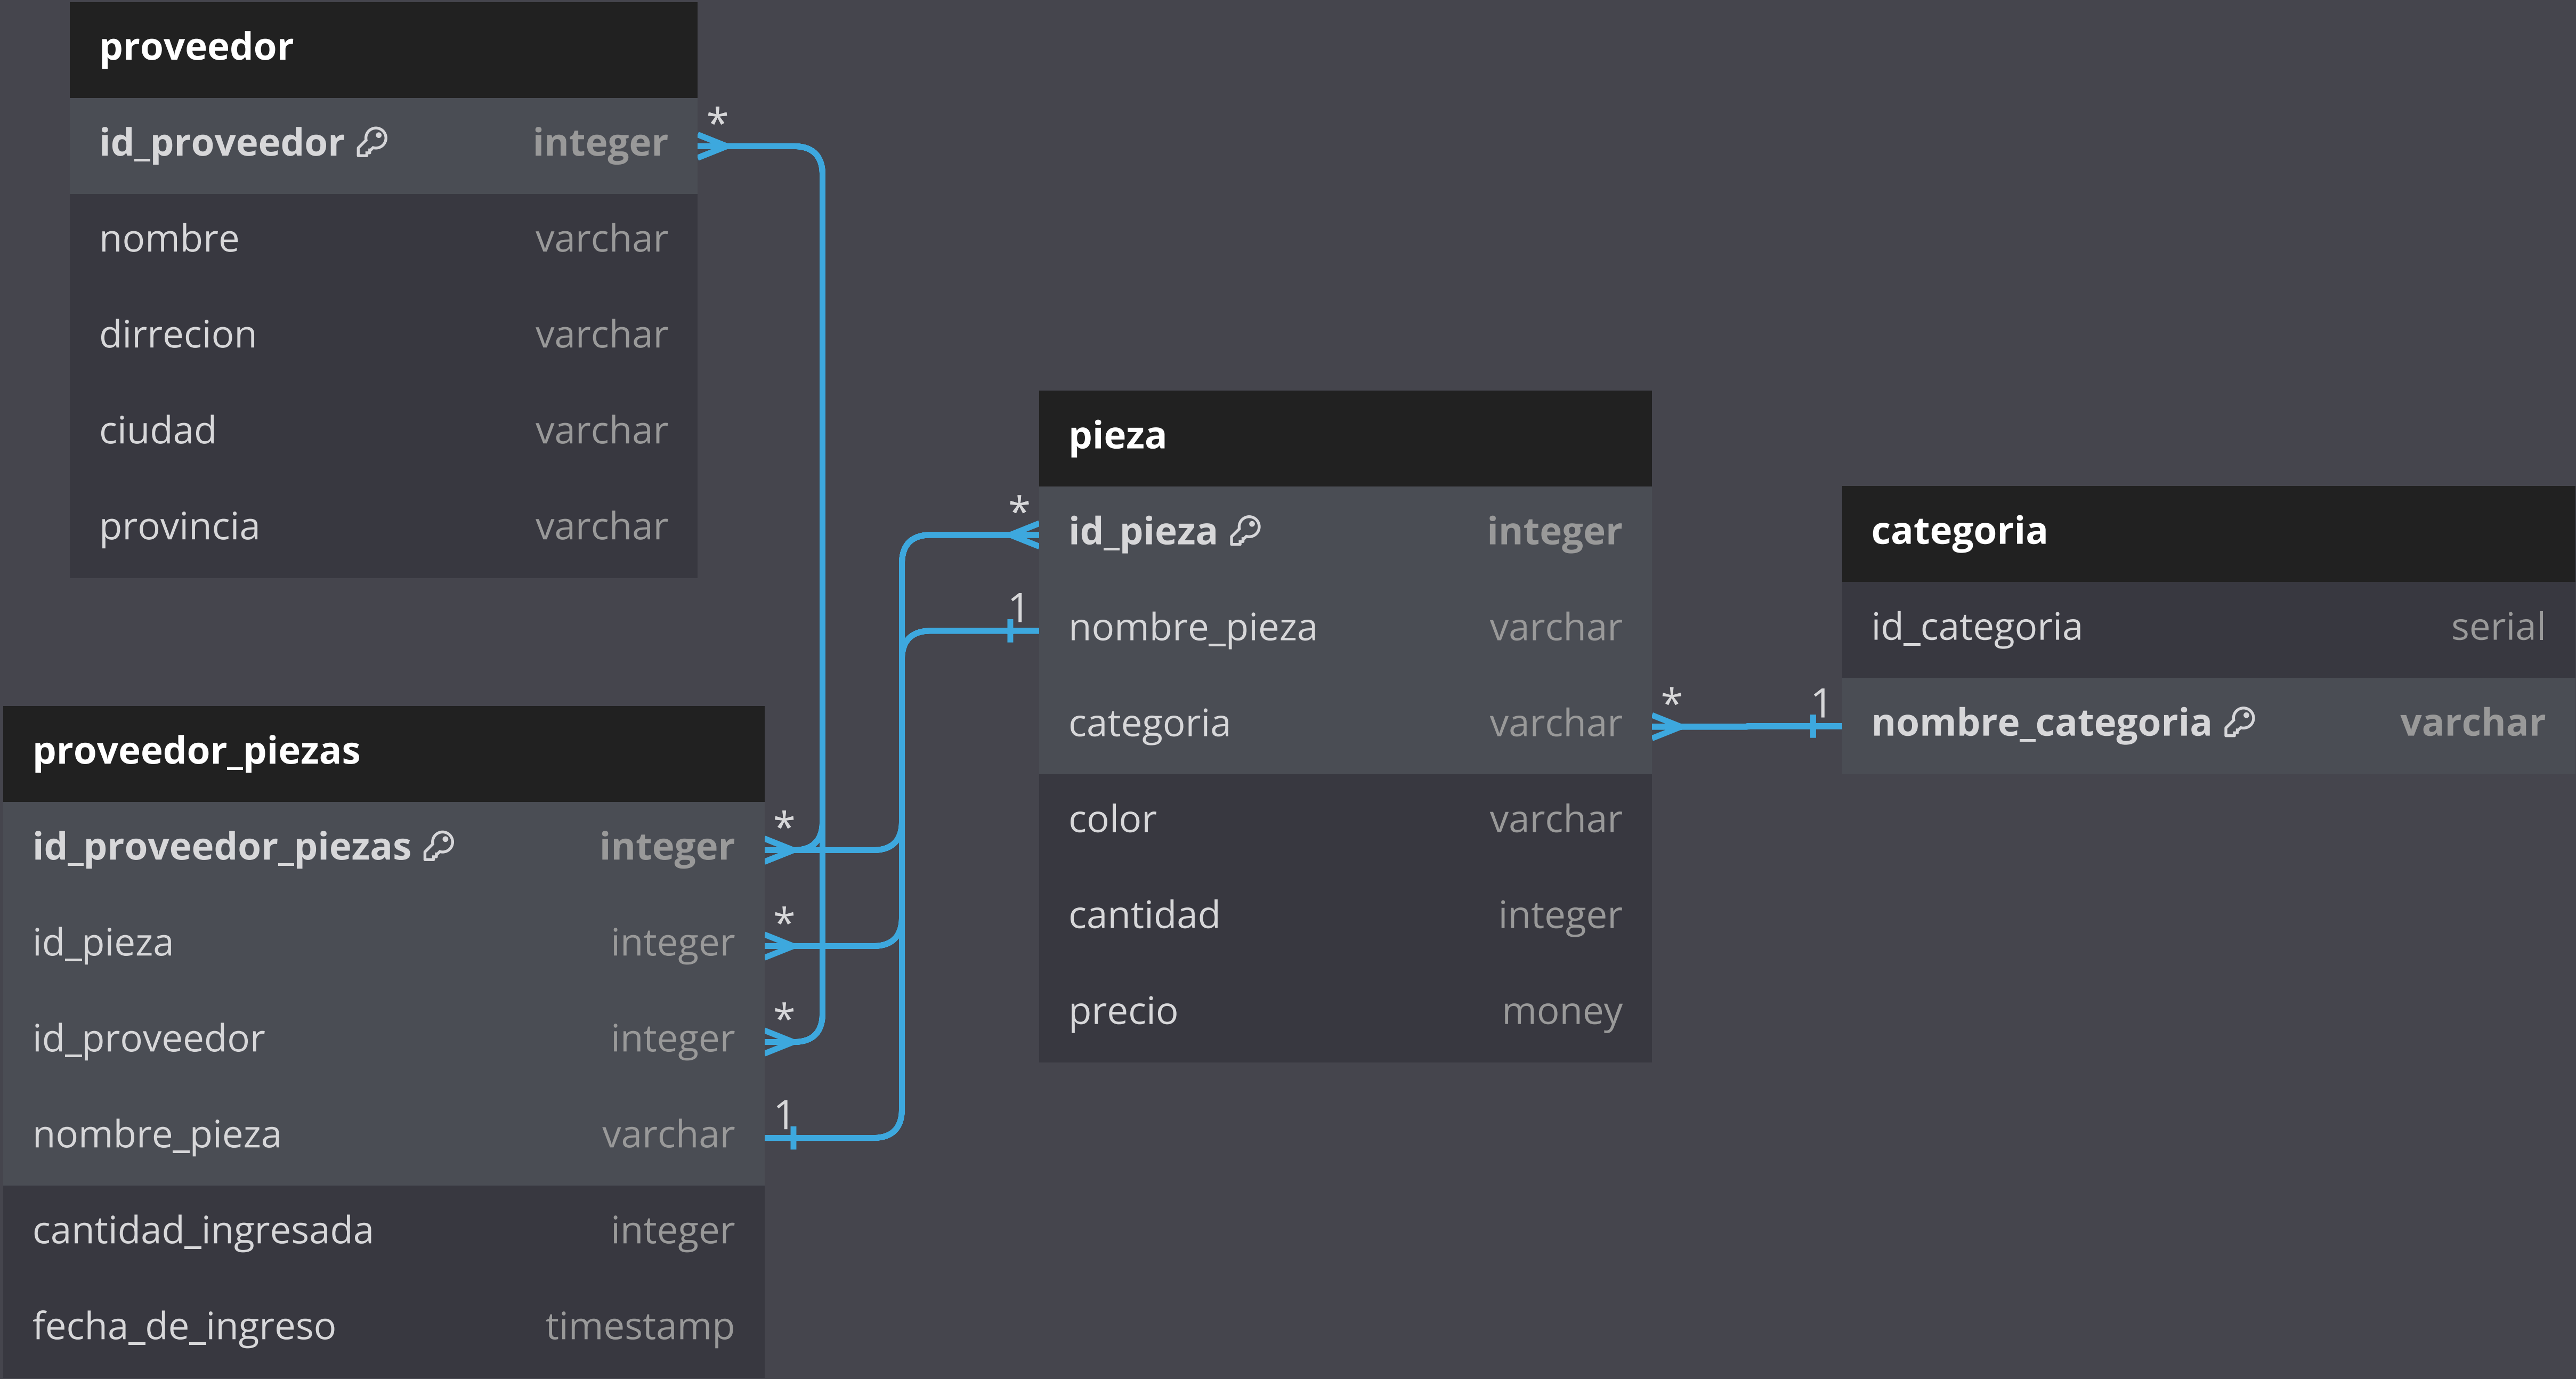 proveedor
id_proveedor integer
nombre varchar
dirrecion varchar
ciudad varchar
provincia varchar
*
proveedor_piezas
id_proveedor_piezas integer
id_pieza integer
id_proveedor integer
nombre_pieza varchar
cantidad_ingresada integer
fecha_de_ingreso timestamp
*
*
*
1
pieza
id_pieza integer
nombre_pieza varchar
categoria varchar
color varchar
cantidad integer
precio money
*
1
* 1
categoria
id_categoria serial
nombre_categoria varchar